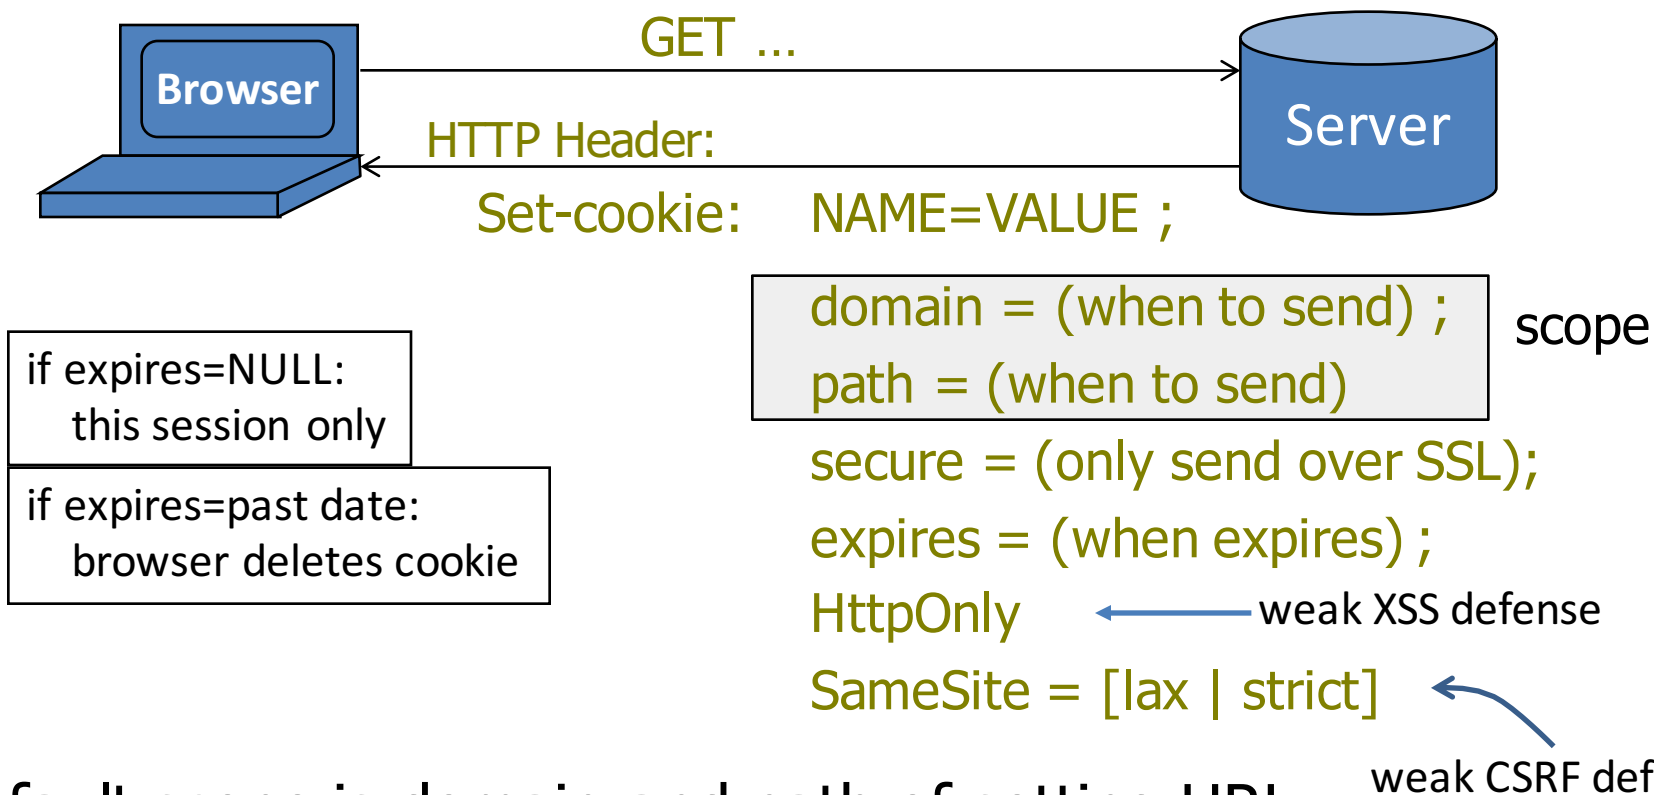 GET ...
Browser
Server
HTTP Header:
Set-cookie: NAME=VALUE ;
domain = (when to send) ;
path = (when to send)
scope
if expires=NULL:
this session only
secure = (only send over SSL);
if expires=past date:
browser deletes cookie
expires = (when expires) ;
HttpOnly
weak XSS defense
SameSite = [lax | strict]
weak CSRF def